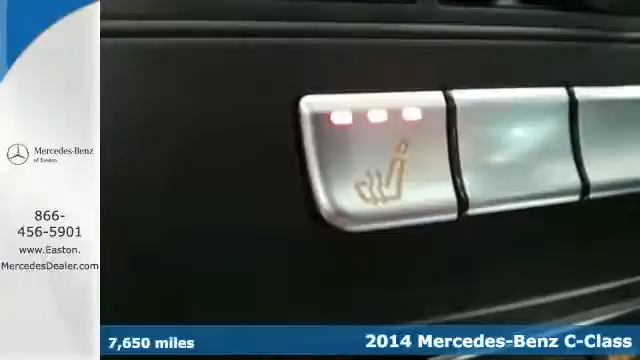 Mercedes-Benz
of Easton
866-
456-5901
www.Easton.
MercedesDealer.com
7,650 miles
2014 Mercedes-Benz C-Class